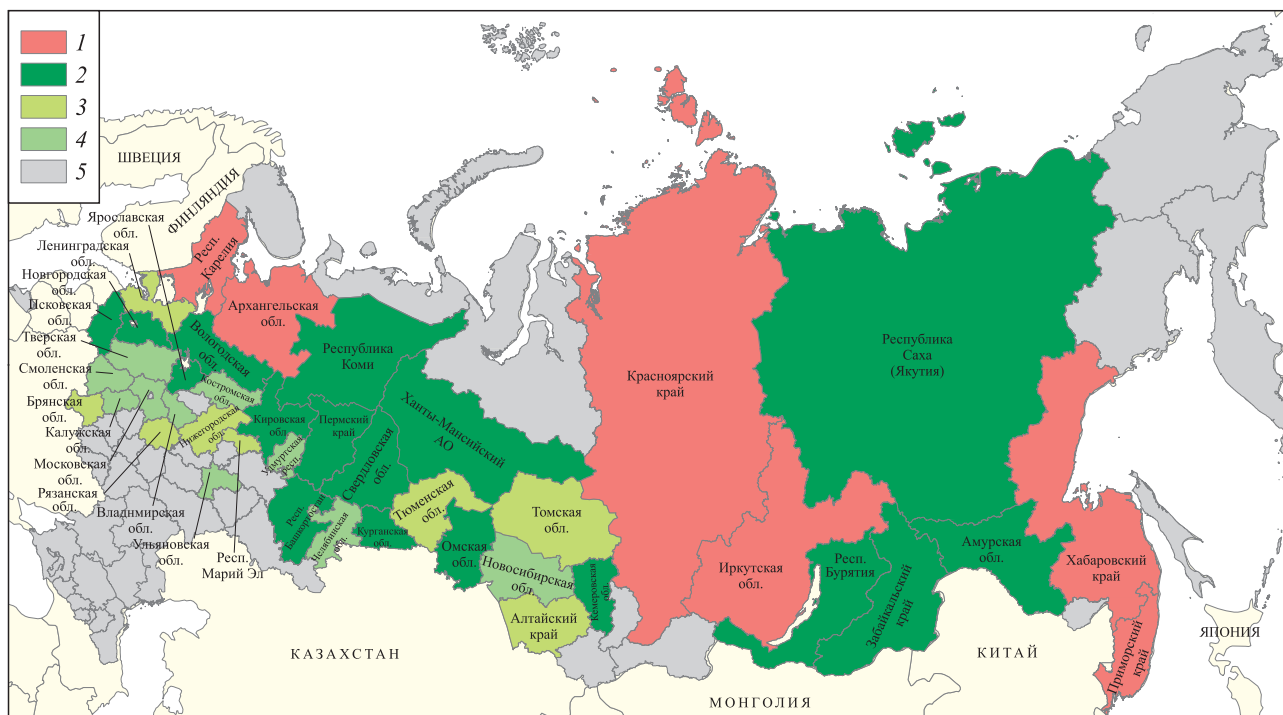 1
2
3
4
5
ШВЕЦИЯ
ФИНЛЯНДИЯ
Ярославская
обл.
Ленинградская
обл.
Новгородская
обл.
Псковская
обл.
Тверская
обл.
Смоленская
обл.
Брянская
обл.
Калужская
обл.
Московская
обл.
Рязанская
обл.
Владнмирская
обл.
Ульяновская
обл.
Респ.
Марий Эл
Респ.
Карелия
Архангельская
обл.
Вологодская
обл.
Костромская
обл.
Нижегородская
обл.
Кировская
обл.
Удмуртская
Респ.
Республика
Коми
Пермский
край
Свердловская
обл.
Ханты-Мансийский
АО
Респ.
Башкортостан
Челябинская
обл.
Курганская
обл.
Тюменская
обл.
Омская
обл.
Томская
обл.
Новосибирская
обл.
Кемеровская
обл.
Алтайский
край
Красноярский
край
Иркутская
обл.
Республика
Саха
(Якутия)
Респ.
Бурятия
Забайкальский
край
Амурская
обл.
Хабаровский
край
Приморский
край
КАЗАХСТАН
МОНГОЛИЯ
КИТАЙ
ЯПОНИЯ